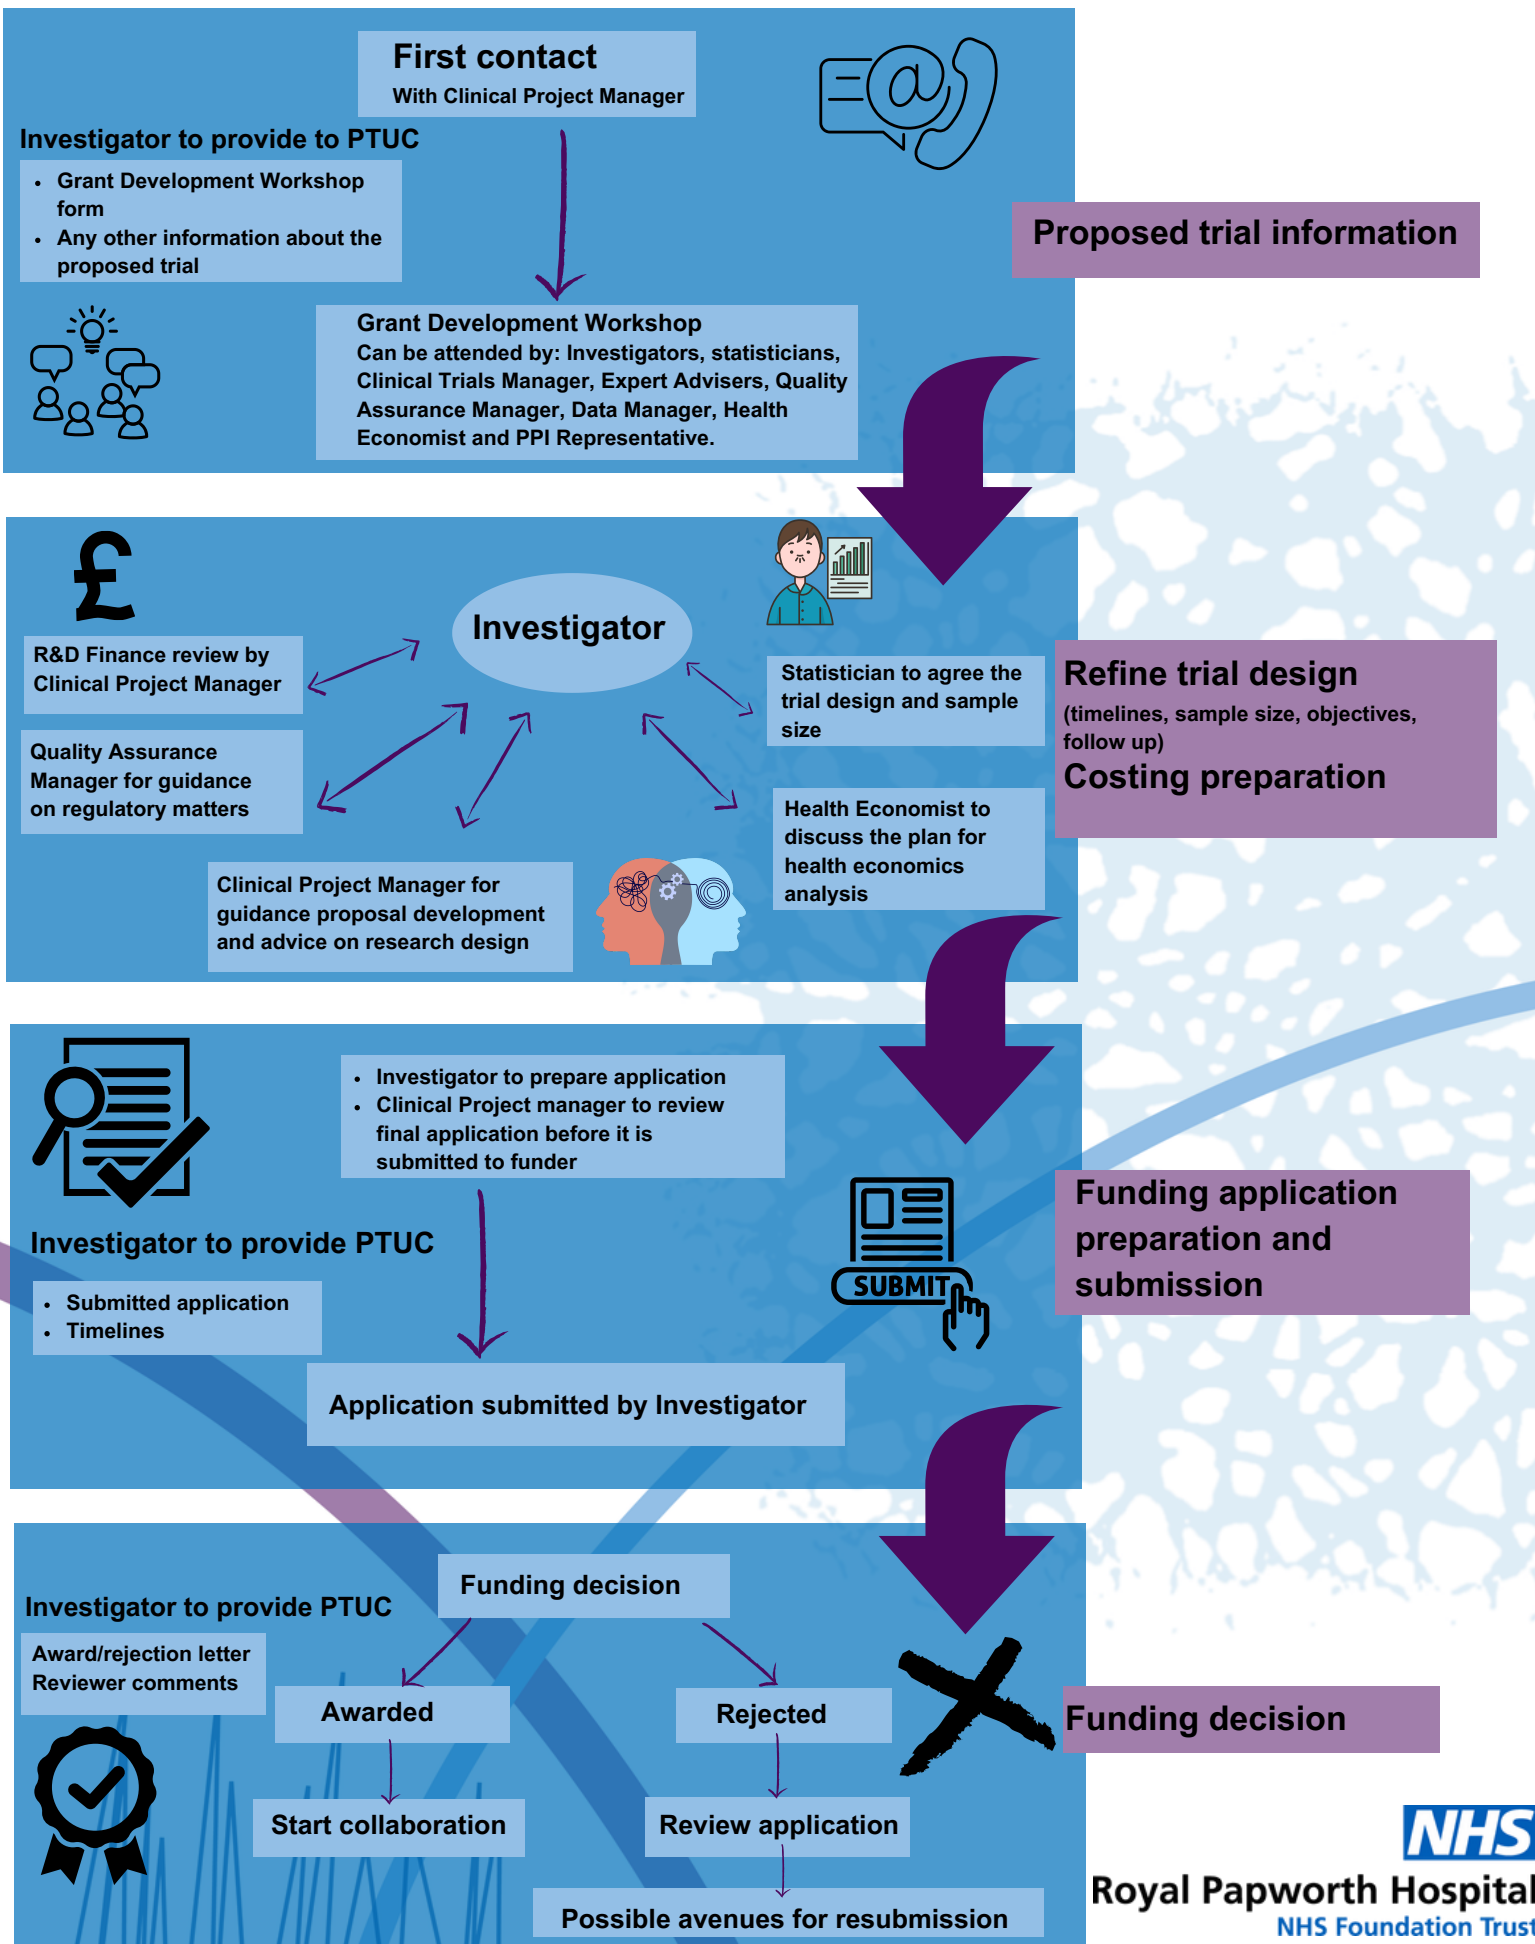 First contact
With Clinical Project Manager
Investigator to provide to PTUC
• Grant Development Workshop
form
• Any other information about the
proposed trial
Proposed trial information
Grant Development Workshop
Can be attended by: Investigators, statisticians,
Clinical Trials Manager, Expert Advisers, Quality
Assurance Manager, Data Manager, Health
Economist and PPI Representative.
£
Investigator
R&D Finance review by
Clinical Project Manager
Quality Assurance
Manager for guidance
on regulatory matters
Clinical Project Manager for
guidance proposal development
and advice on research design
Statistician to agree the
trial design and sample
size
Health Economist to
discuss the plan for
health economics
analysis
Refine trial design
(timelines, sample size, objectives,
follow up)
Costing preparation
• Investigator to prepare application
• Clinical Project manager to review
final application before it is
submitted to funder
Investigator to provide PTUC
• Submitted application
• Timelines
SUBMIT
Application submitted by Investigator
Funding application
preparation and
submission
Funding decision
Investigator to provide PTUC
Award/rejection letter
Reviewer comments
Awarded
Rejected
Start collaboration
Review application
Possible avenues for resubmission
Funding decision
NHS
Royal Papworth Hospital
NHS Foundation Trust